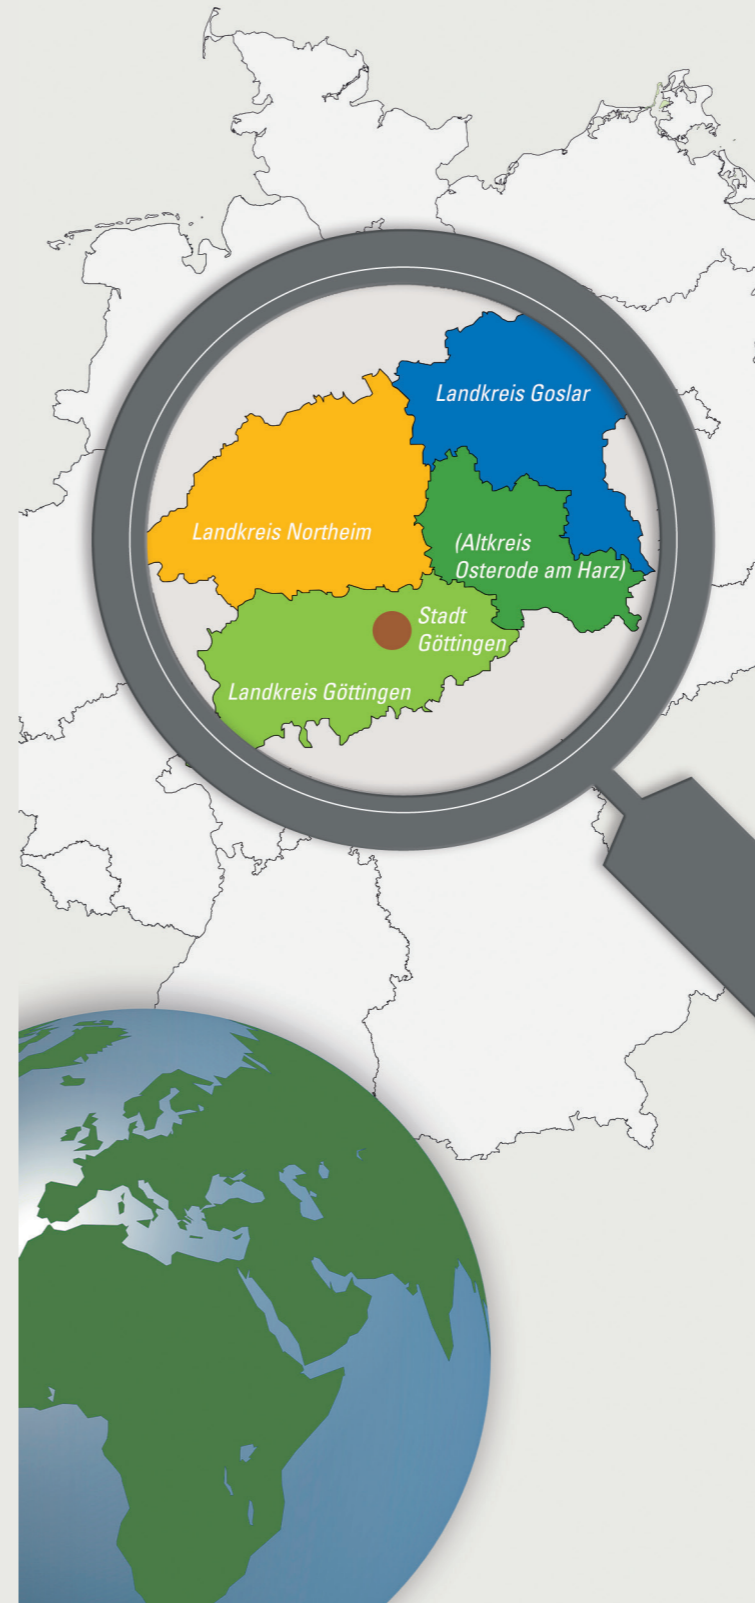 Landkreis Goslar
Landkreis Northeim
(Altkreis
Osterode am Harz)
Stadt
Göttingen
Landkreis Göttingen